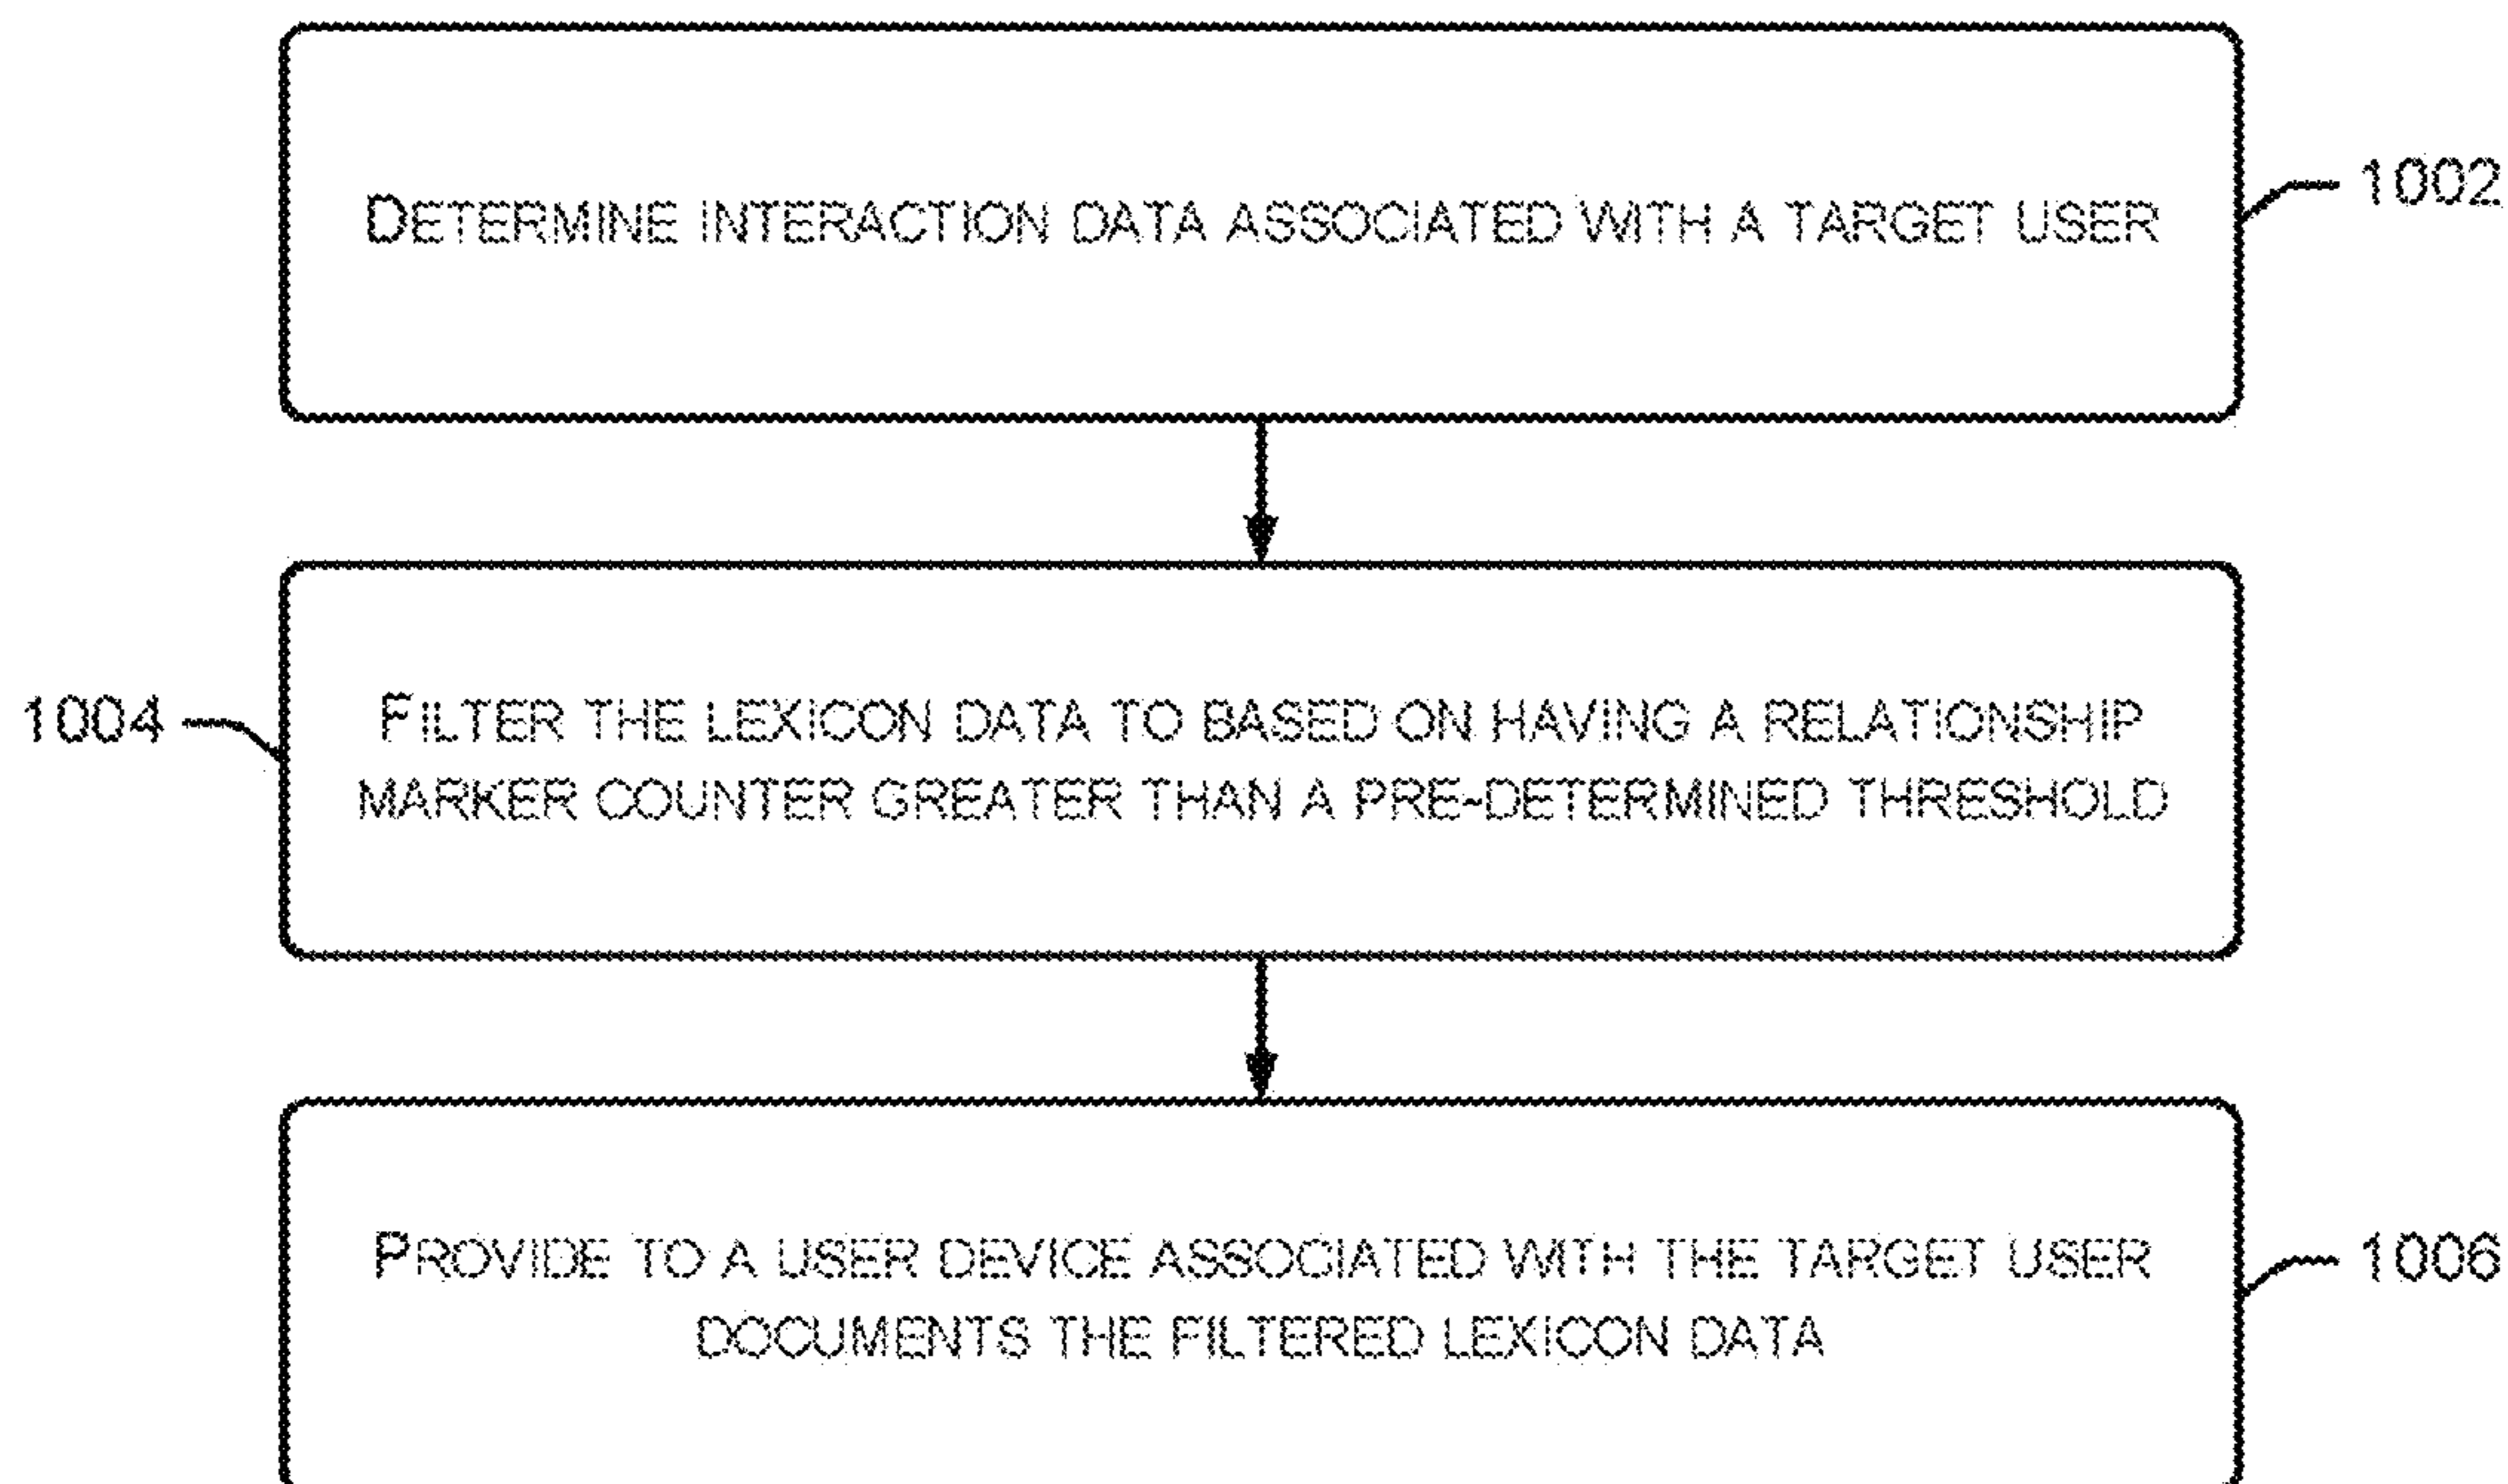 DETERMINE INTERACTION DATA ASSOCIATED WITH A TARGET USER
1002
1004
FILTER THE LEXICON DATA TO BASED ON HAVING A RELATIONSHIP
MARKER COUNTER GREATER THAN A PRE-DETERMINED THRESHOLD
PROVIDE TO A USER DEVICE ASSOCIATED WITH THE TARGET USER
DOCUMENTS THE FILTERED LEXICON DATA
1006